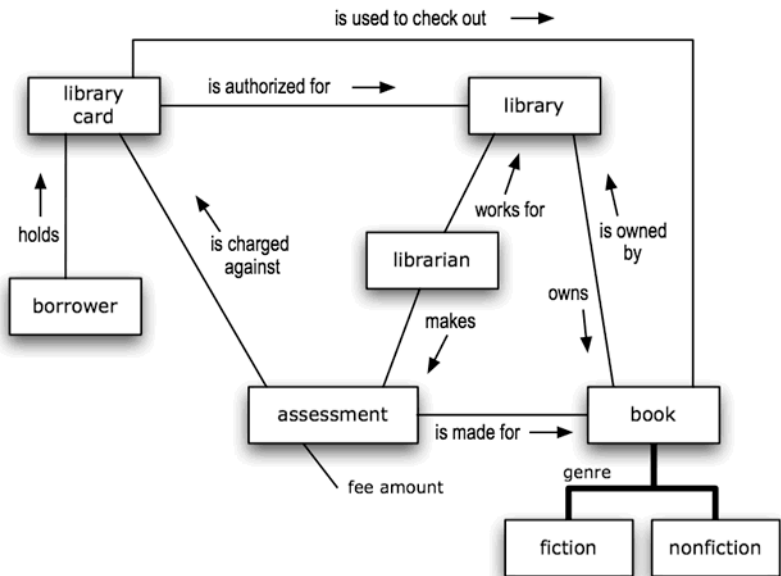 is used to check out
library
card
is authorized for
library
holds
is charged
against
works for
is owned
by
librarian
borrower
owns
makes
assessment
is made for
book
fee amount
genre
fiction
nonfiction